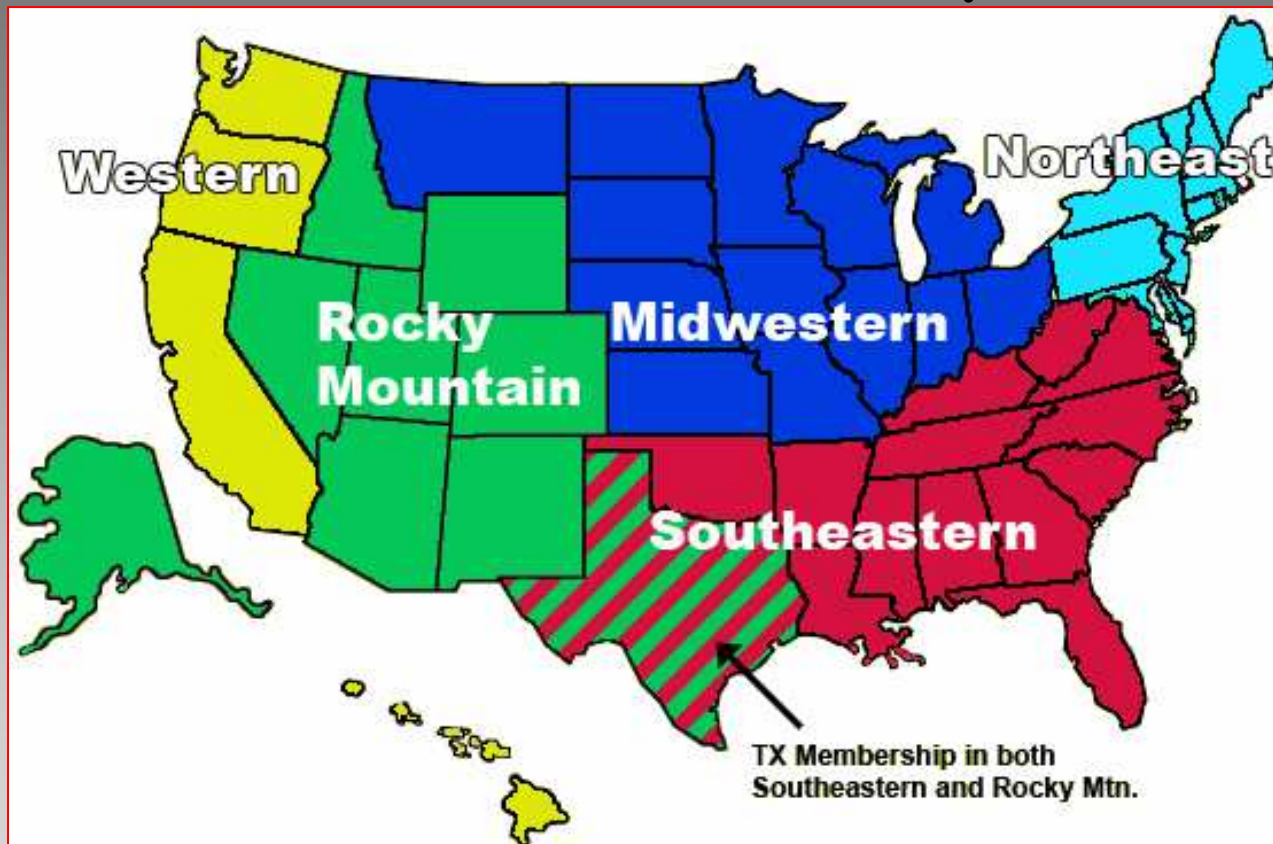 Western
Northeast
Rocky
Mountain
Midwestern
Southeastern
TX Membership in both
Southeastern and Rocky Mtn.